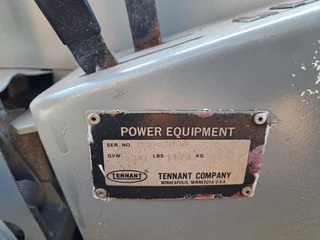 POWER EQUIPMENT
SER. NO.
GVW LBS. KG
TENNANT TENNANT COMPANY
MINNEAPOLIS, MINNESOTA U.S.A.